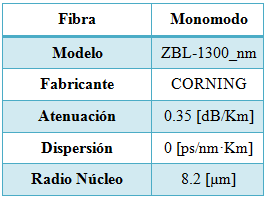 Fibra Monomodo
Modelo ZBL-1300_nm
Fabricante CORNING
Atenuación 0.35 [dB/Km]
Dispersión 0 [ps/nm·Km]
Radio Núcleo 8.2 [μm]